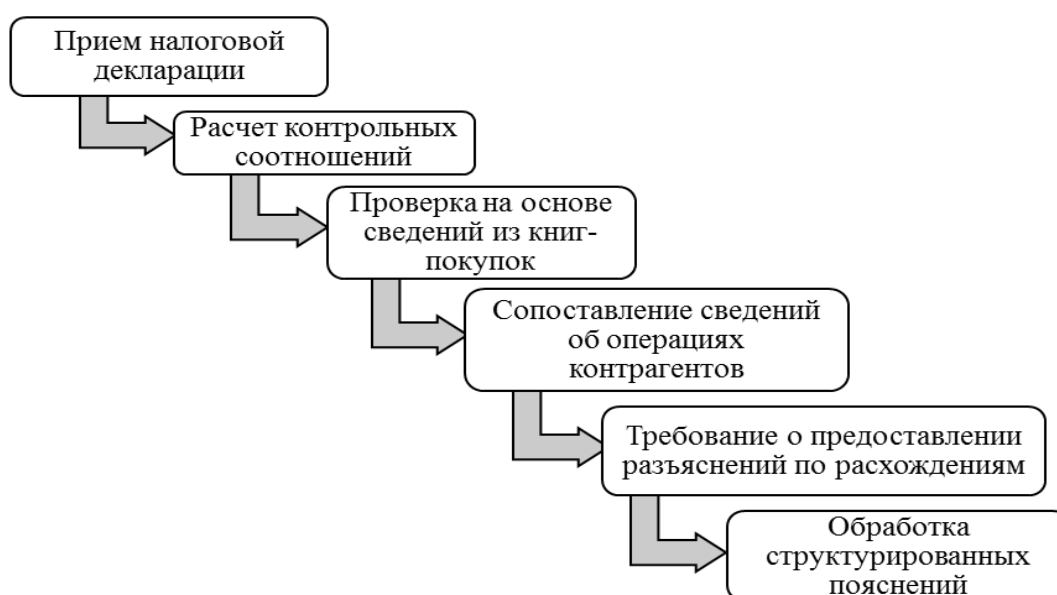 Прием налоговой
декларации
Расчет контрольных
соотношений
Проверка на основе
сведений из книг-
покупок
Сопоставление сведений
об операциях
контрагентов
Требование о предоставлении
разъяснений по расхождениям
Обработка
структурированных
пояснений